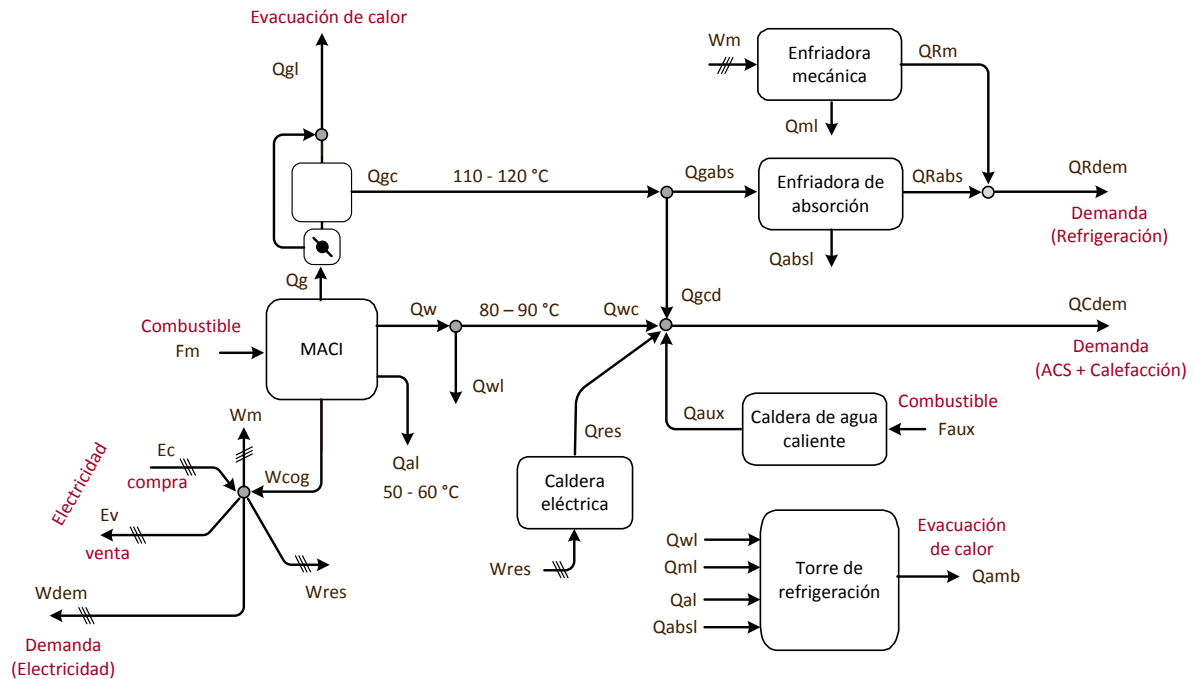 Evacuación de calor
Qgl
Wm
Enfriadora
mecánica
QRm
Qml
Qgc
110 - 120 °C
Qgabs
Enfriadora de
absorción
QRabs
QRdem
Demanda
(Refrigeración)
Qabsl
Qg
Qgcd
Combustible
Fm
MACI
Qw
80 – 90 °C
Qwc
QCdem
Demanda
(ACS + Calefacción)
Qwl
Qal
50 - 60 °C
Qres
Qaux
Caldera de agua
caliente
Combustible
Faux
Wm
Electricidad
Ec
compra
Wcog
Ev
venta
Wdem
Demanda
(Electricidad)
Wres
Caldera
eléctrica
Wres
Qwl
Qml
Qal
Qabsl
Torre de
refrigeración
Evacuación
de calor
Qamb